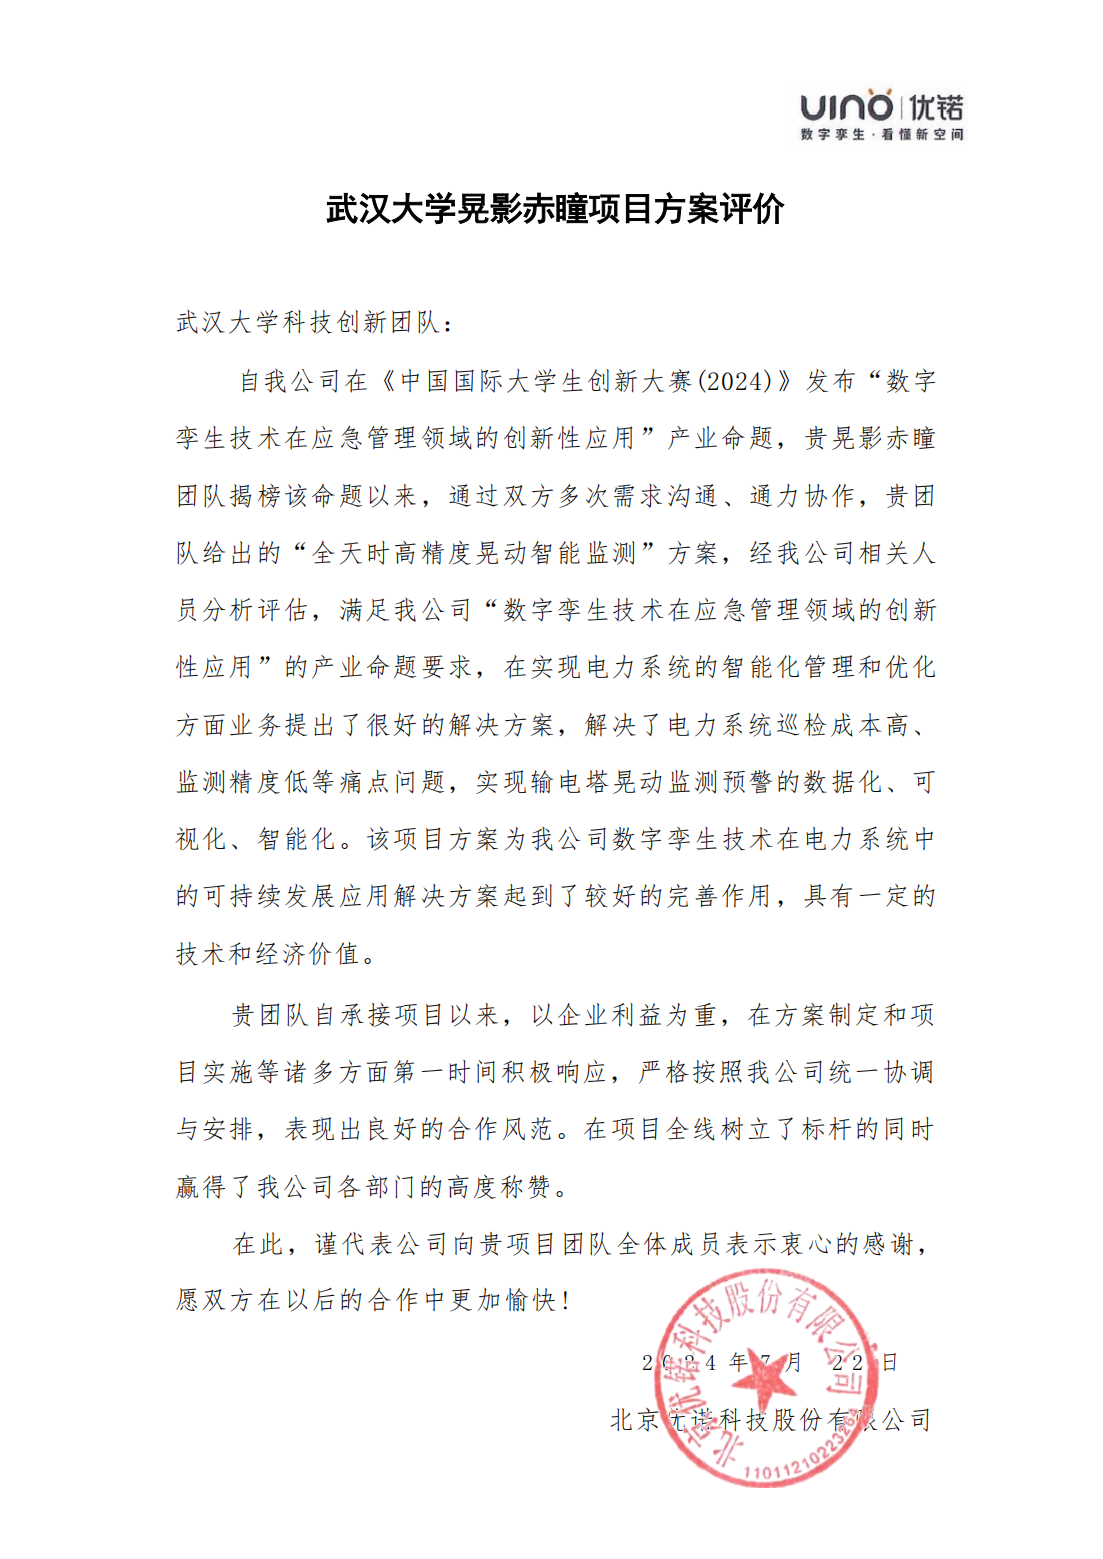 UINO 优锘
数字孪生·看懂新空间
武汉大学晃影赤瞳项目方案评价
武汉大学科技创新团队：
自我公司在《中国国际大学生创新大赛(2024)》发布“数字
孪生技术在应急管理领域的创新性应用”产业命题，贵晃影赤瞳
团队揭榜该命题以来，通过双方多次需求沟通、通力协作，贵团
队给出的“全天时高精度晃动智能监测”方案，经我公司相关人
员分析评估，满足我公司“数字孪生技术在应急管理领域的创新
性应用”的产业命题要求，在实现电力系统的智能化管理和优化
方面业务提出了很好的解决方案，解决了电力系统巡检成本高、
监测精度低等痛点问题，实现输电塔晃动监测预警的数据化、可
视化、智能化。该项目方案为我公司数字孪生技术在电力系统中
的可持续发展应用解决方案起到了较好的完善作用，具有一定的
技术和经济价值。
贵团队自承接项目以来，以企业利益为重，在方案制定和项
目实施等诸多方面第一时间积极响应，严格按照我公司统一协调
与安排，表现出良好的合作风范。在项目全线树立了标杆的同时
赢得了我公司各部门的高度称赞。
在此，谨代表公司向贵项目团队全体成员表示衷心的感谢，
愿双方在以后的合作中更加愉快！
2024 年 7 月 22 日
北京优诺科技股份有限公司
北京优锘科技股份有限公司
11011210223264